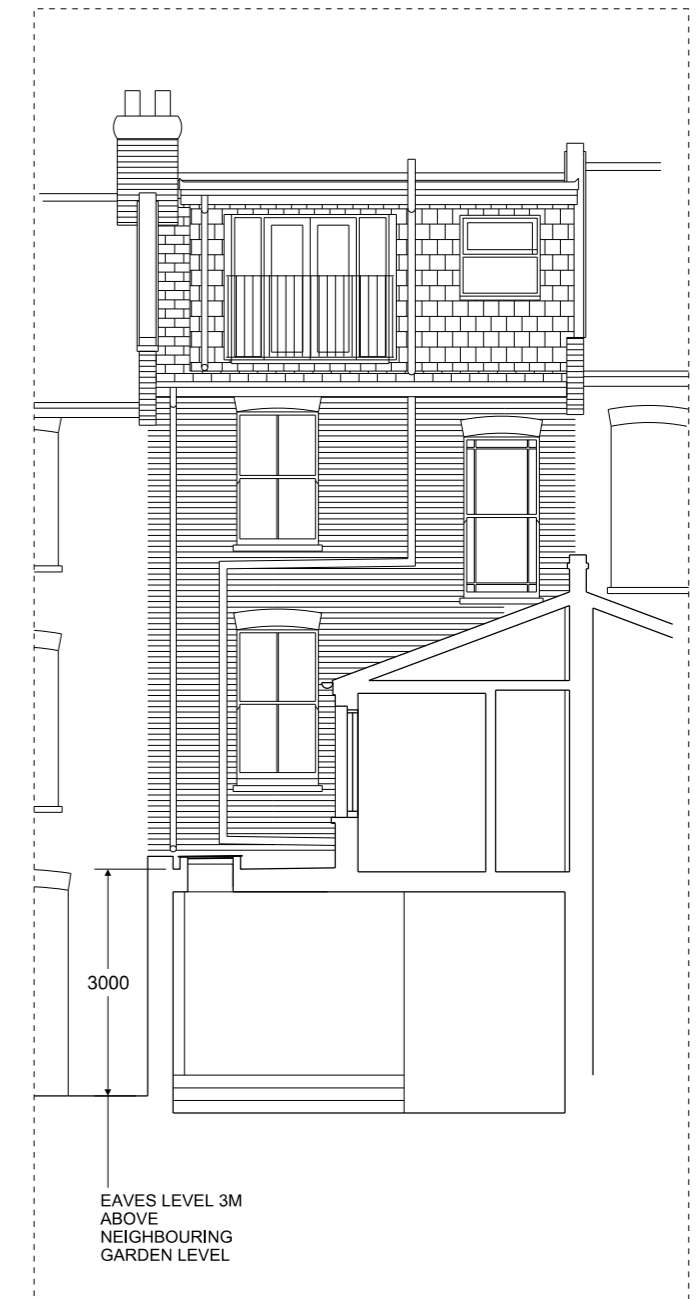 3000
EAVES LEVEL 3M
ABOVE
NEIGHBOURING
GARDEN LEVEL